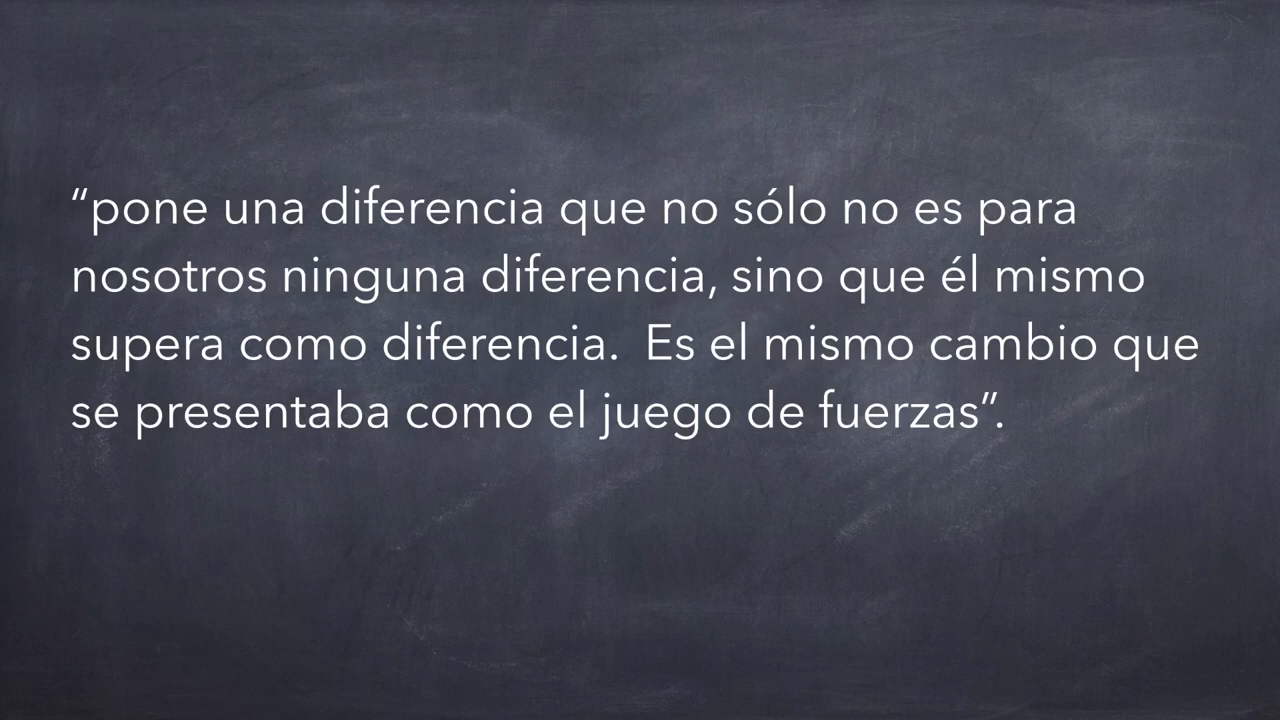 “pone una diferencia que no sólo no es para
nosotros ninguna diferencia, sino que él mismo
supera como diferencia.  Es el mismo cambio que
se presentaba como el juego de fuerzas”.